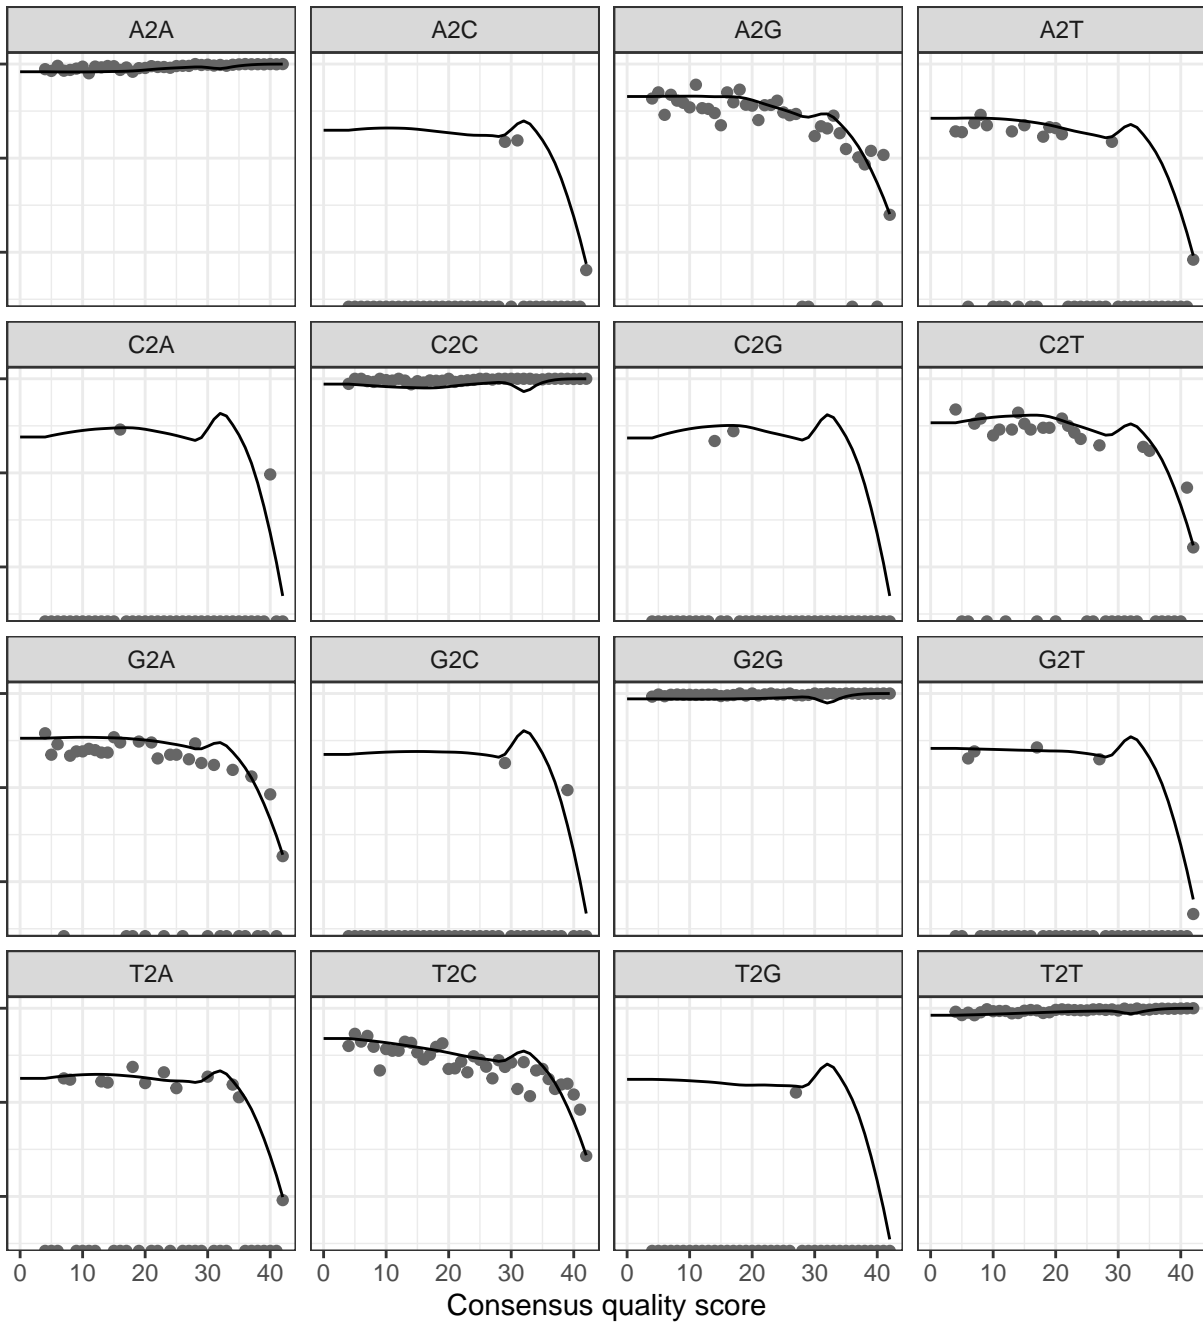 A2A A2C A2G A2T
C2A C2C C2G C2T
G2A G2C G2G G2T
T2A T2C T2G T2T
0 10 20 30 40 0 10 20 30 40 0 10 20 30 40 0 10 20 30 40
Consensus quality score